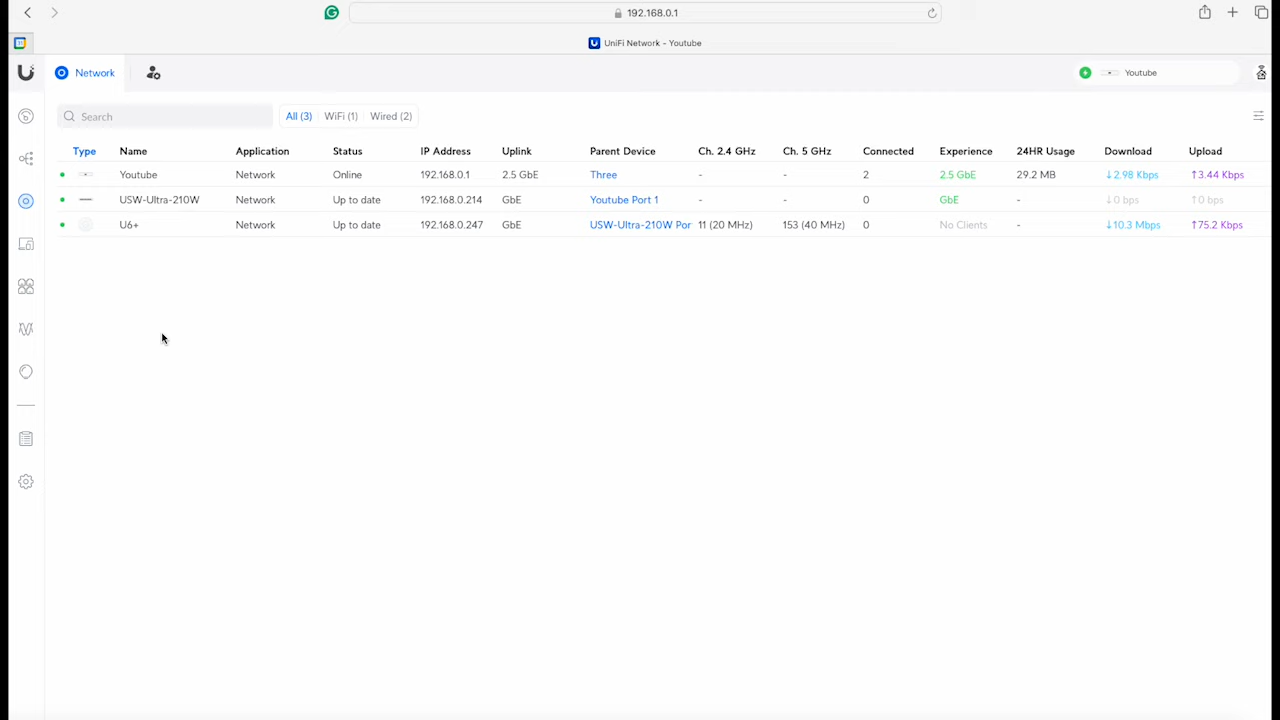 192.168.0.1
UniFi Network - Youtube
Network
Youtube
Search
All (3) WiFi (1) Wired (2)
Type Name Application Status IP Address Uplink Parent Device Ch. 2.4 GHz Ch. 5 GHz Connected Experience 24HR Usage Download Upload
Youtube Network Online 192.168.0.1 2.5 GbE Three - - 2 2.5 GbE 29.2 MB ↓2.98 Kbps ↑3.44 Kbps
USW-Ultra-210W Network Up to date 192.168.0.214 GbE Youtube Port 1 - - 0 GbE - ↓0 bps ↑0 bps
U6+ Network Up to date 192.168.0.247 GbE USW-Ultra-210W Por 11 (20 MHz) 153 (40 MHz) 0 No Clients - ↓10.3 Mbps ↑75.2 Kbps